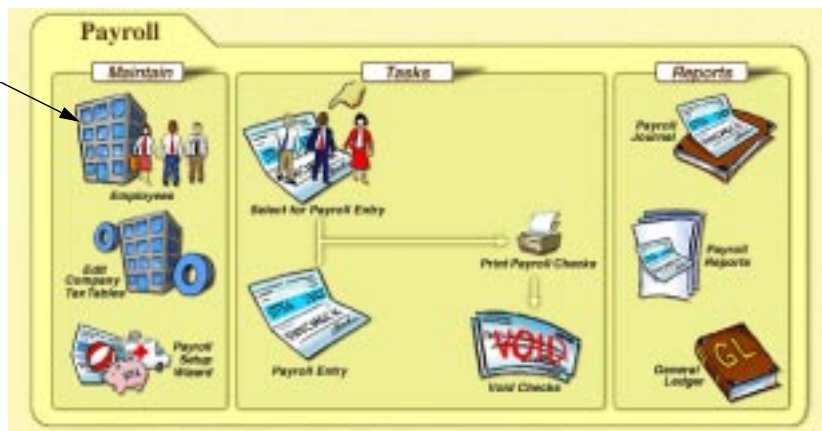 Payroll
Maintain
Employees
Edit
Company
Tax Tables
Payroll
Setup
Wizard
Tasks
Select for Payroll Entry
Print Payroll Checks
Payroll Entry
VOID
Void Checks
Reports
Payroll
Journal
Payroll
Reports
GL
General
Ledger